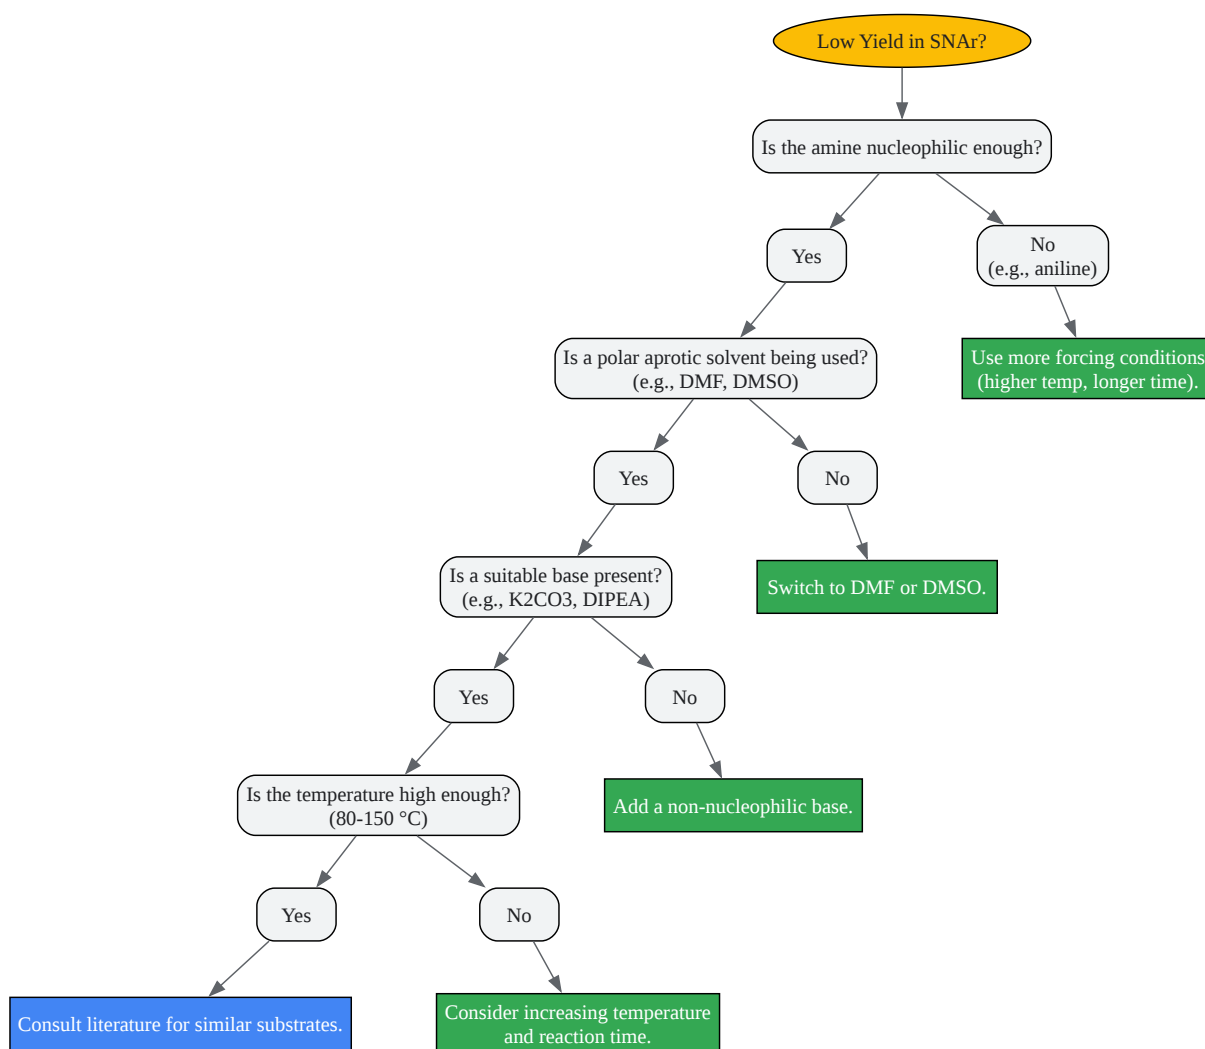 Low Yield in SNAr?
Is the amine nucleophilic enough?
Yes
No
(e.g., aniline)
Is a polar aprotic solvent being used?
(e.g., DMF, DMSO)
Use more forcing conditions
(higher temp, longer time).
Yes
No
Is a suitable base present?
(e.g., K2CO3, DIPEA)
Switch to DMF or DMSO.
Yes
No
Is the temperature high enough?
(80-150 °C)
Add a non-nucleophilic base.
Yes
No
Consult literature for similar substrates.
Consider increasing temperature
and reaction time.